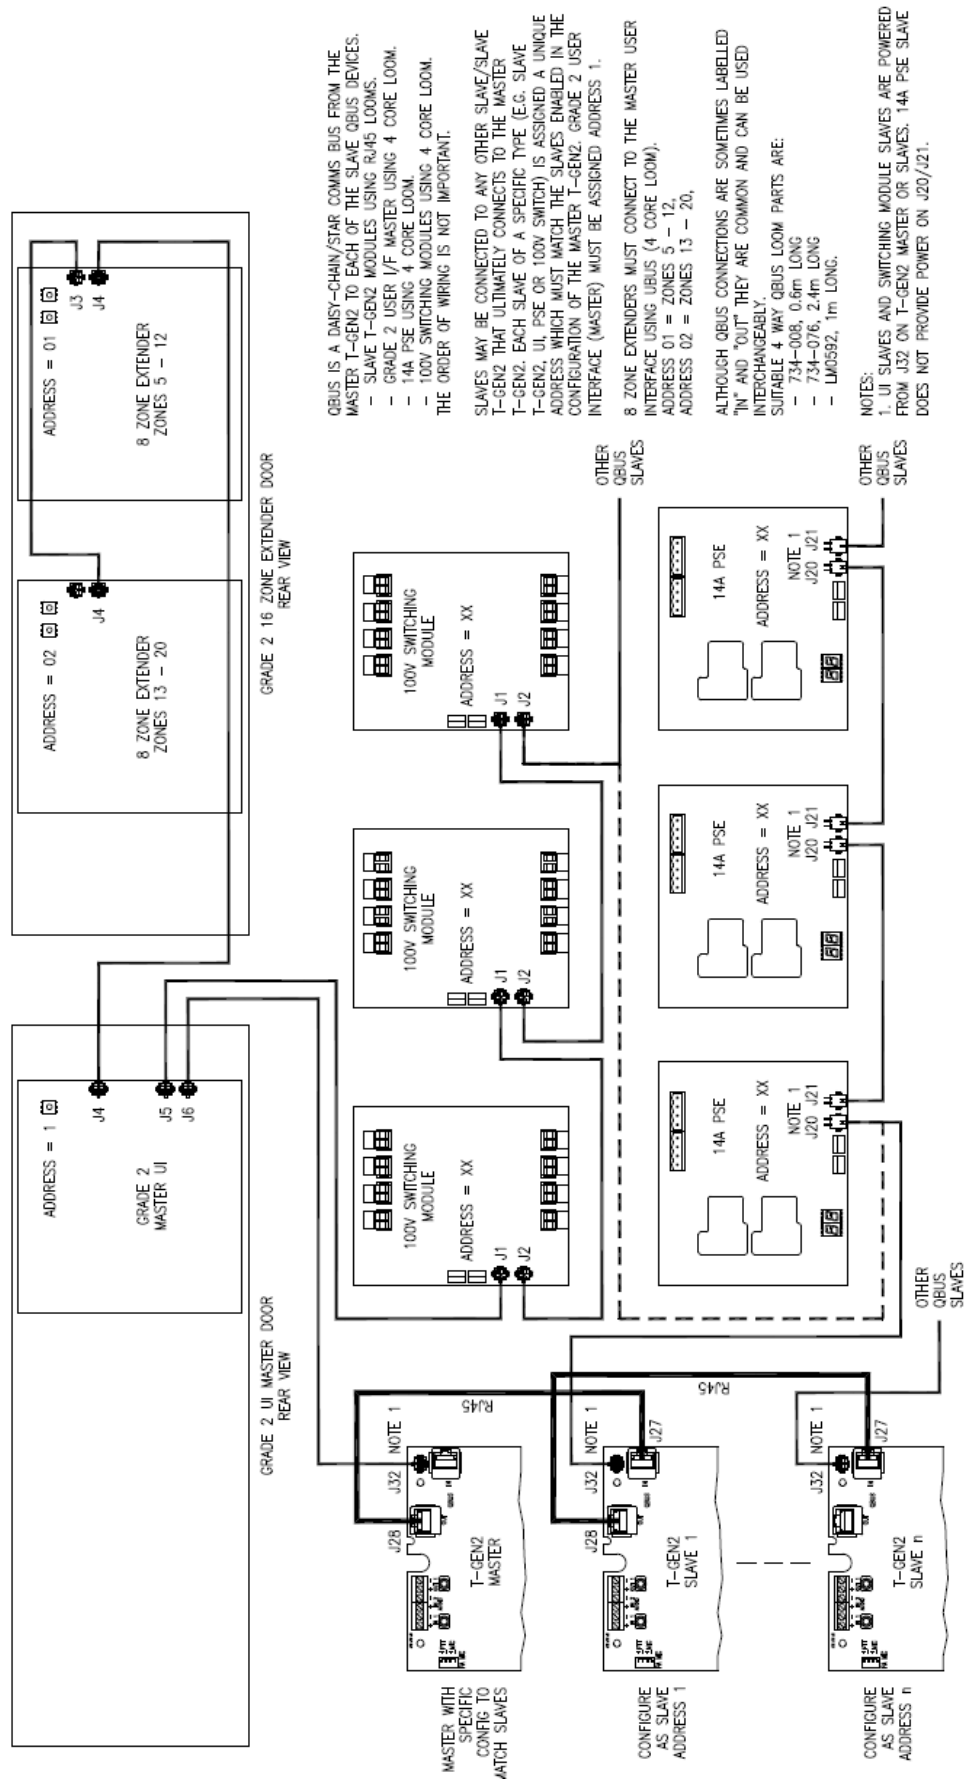 QBUS IS A DAISY-CHAIN/STAR COMMS BUS FROM THE
MASTER T-GEN2 TO EACH OF THE SLAVE QBUS DEVICES.
- SLAVE T-GEN2 MODULES USING RJ45 LOOMS.
- GRADE 2 USER I/F MASTER USING 4 CORE LOOM.
- 14A PSE USING 4 CORE LOOM.
- 100V SWITCHING MODULES USING 4 CORE LOOM.
THE ORDER OF WIRING IS NOT IMPORTANT.
SLAVES MAY BE CONNECTED TO ANY OTHER SLAVE/SLAVE
T-GEN2 THAT ULTIMATELY CONNECTS TO THE MASTER
T-GEN2. EACH SLAVE OF A SPECIFIC TYPE (E.G. SLAVE
T-GEN2, UI, PSE OR 100V SWITCH) IS ASSIGNED A UNIQUE
ADDRESS WHICH MUST MATCH THE SLAVES ENABLED IN THE
CONFIGURATION OF THE MASTER T-GEN2. GRADE 2 USER
INTERFACE (MASTER) MUST BE ASSIGNED ADDRESS 1.
8 ZONE EXTENDERS MUST CONNECT TO THE MASTER USER
INTERFACE USING UBUS (4 CORE LOOM).
ADDRESS 01 = ZONES 5 - 12,
ADDRESS 02 = ZONES 13 - 20,
ALTHOUGH QBUS CONNECTIONS ARE SOMETIMES LABELLED
"IN" AND "OUT" THEY ARE COMMON AND CAN BE USED
INTERCHANGEABLY.
SUITABLE 4 WAY QBUS LOOM PARTS ARE:
- 734-008, 0.6m LONG
- 734-076, 2.4m LONG
- LM0592, 1m LONG.
NOTES:
1. UI SLAVES AND SWITCHING MODULE SLAVES ARE POWERED
FROM J32 ON T-GEN2 MASTER OR SLAVES. 14A PSE SLAVE
DOES NOT PROVIDE POWER ON J20/J21.
ADDRESS = 1
J4
J5
J6
GRADE 2
MASTER UI
GRADE 2 UI MASTER DOOR
REAR VIEW
ADDRESS = 02
J4
8 ZONE EXTENDER
ZONES 13 - 20
ADDRESS = 01
J3
J4
8 ZONE EXTENDER
ZONES 5 - 12
GRADE 2 16 ZONE EXTENDER DOOR
REAR VIEW
100V SWITCHING
MODULE
ADDRESS = XX
J1
J2
100V SWITCHING
MODULE
ADDRESS = XX
J1
J2
100V SWITCHING
MODULE
ADDRESS = XX
J1
J2
OTHER
QBUS
SLAVES
14A PSE
ADDRESS = XX
NOTE 1
J20 J21
14A PSE
ADDRESS = XX
NOTE 1
J20 J21
14A PSE
ADDRESS = XX
NOTE 1
J20 J21
OTHER
QBUS
SLAVES
OTHER
QBUS
SLAVES
MASTER WITH
SPECIFIC
CONFIG TO
MATCH SLAVES
T-GEN2
MASTER
J28
J32
NOTE 1
RJ45
CONFIGURE
AS SLAVE
ADDRESS 1
T-GEN2
SLAVE 1
J28
J32
NOTE 1
J27
RJ45
CONFIGURE
AS SLAVE
ADDRESS n
T-GEN2
SLAVE n
J32
NOTE 1
J27